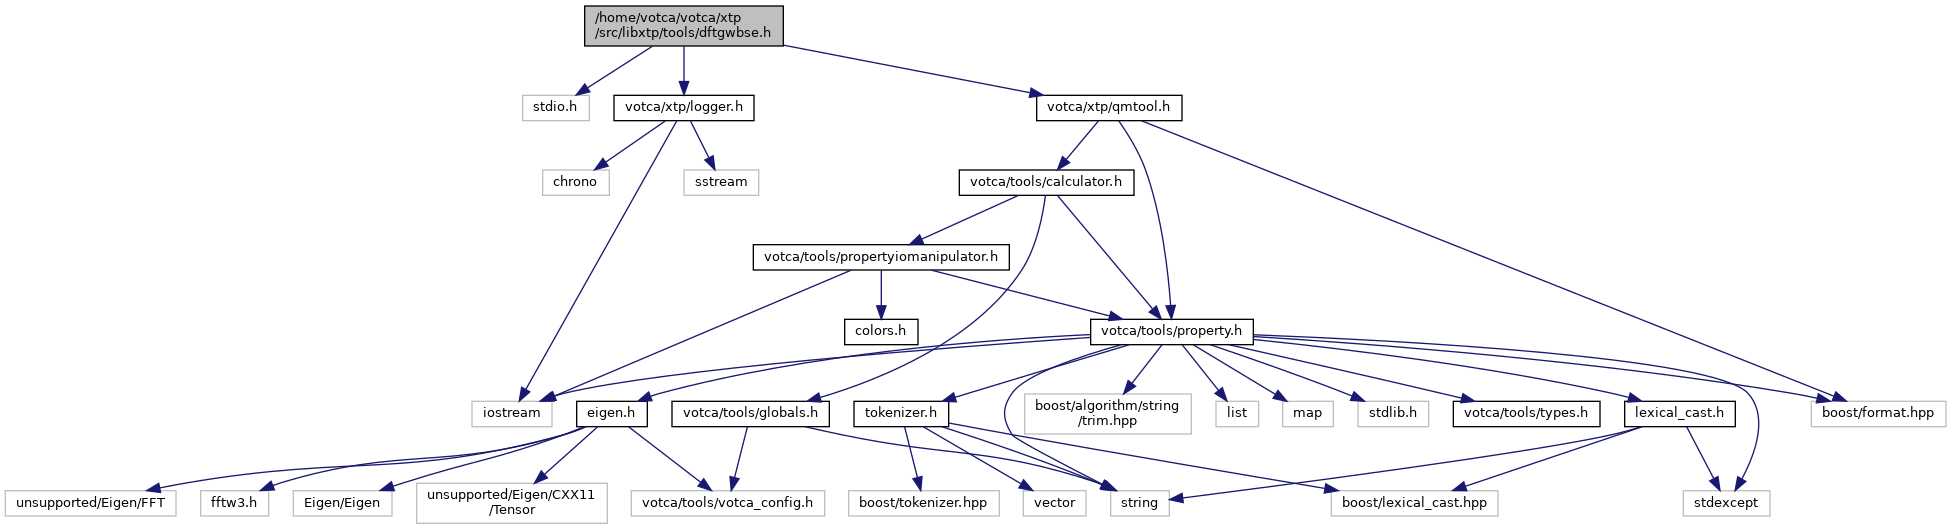 /home/votca/votca/xtp
/src/libxtp/tools/dftgwbse.h
stdio.h
votca/xtp/logger.h
votca/xtp/qmtool.h
chrono
sstream
votca/tools/calculator.h
votca/tools/propertyiomanipulator.h
colors.h
votca/tools/property.h
iostream
eigen.h
votca/tools/globals.h
tokenizer.h
boost/algorithm/string
/trim.hpp
list
map
stdlib.h
votca/tools/types.h
lexical_cast.h
boost/format.hpp
unsupported/Eigen/FFT
fftw3.h
Eigen/Eigen
unsupported/Eigen/CXX11
/Tensor
votca/tools/votca_config.h
boost/tokenizer.hpp
vector
string
boost/lexical_cast.hpp
stdexcept